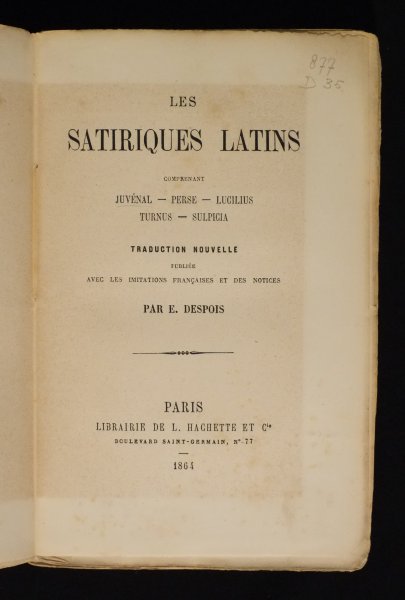 877
D 35
LES
SATIRIQUES LATINS
COMPRENANT
JUVÉNAL — PERSE — LUCILIUS
TURNUS — SULPICIA
TRADUCTION NOUVELLE
PUBLIÉE
AVEC LES IMITATIONS FRANÇAISES ET DES NOTICES
PAR E. DESPOIS
PARIS
LIBRAIRIE DE L. HACHETTE ET Cie
BOULEVARD SAINT-GERMAIN, No 77
1864